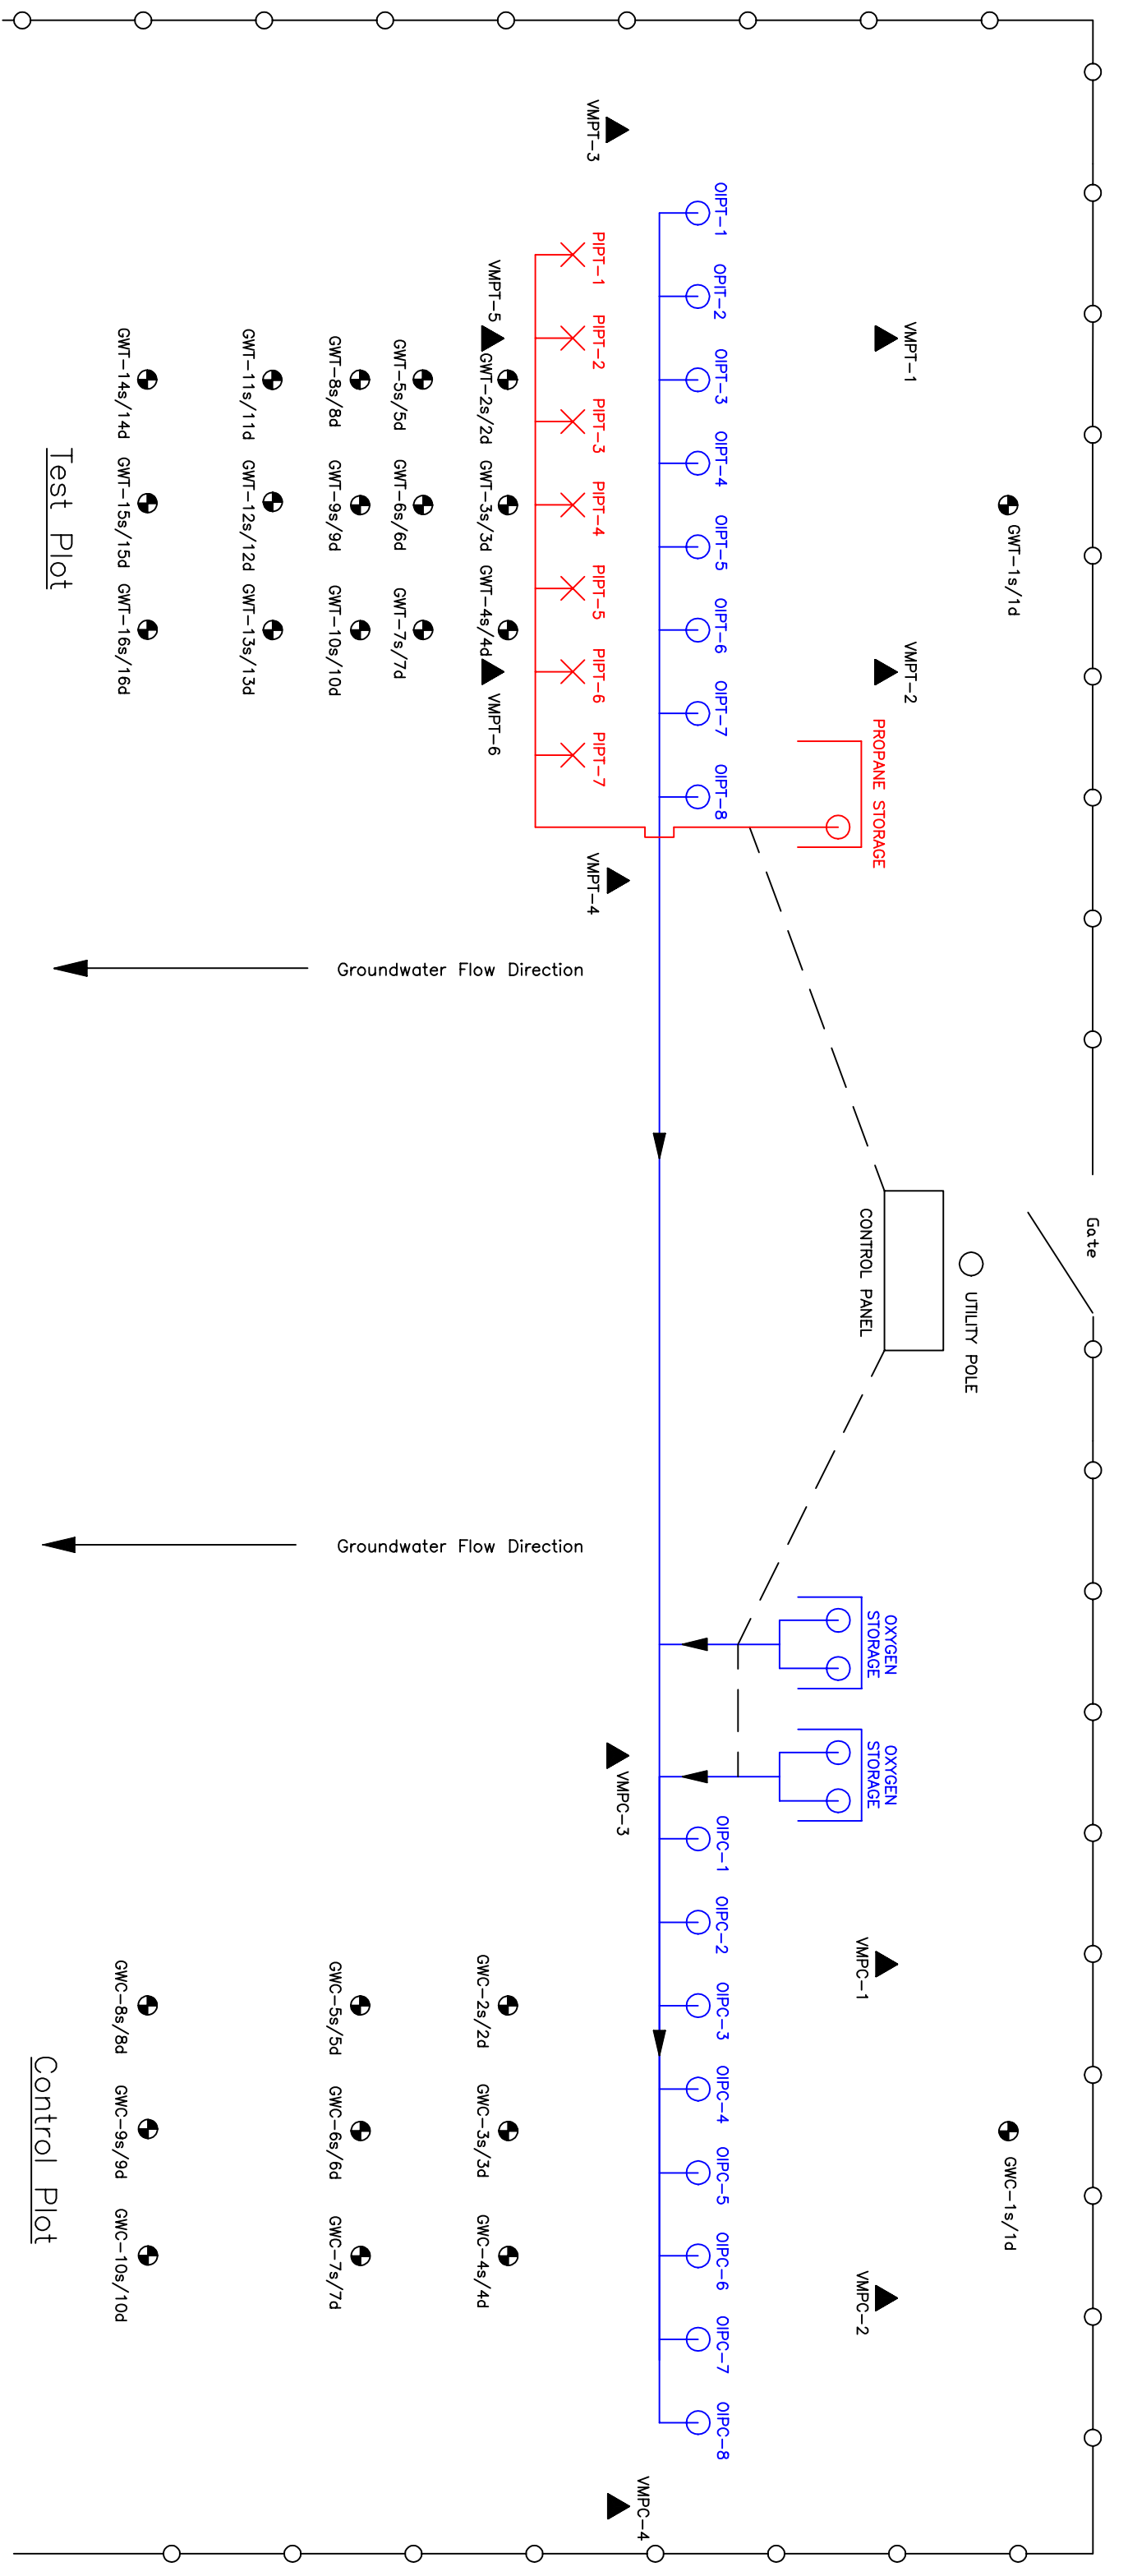 Gate
GWT-1s/1d
GWC-1s/1d
UTILITY POLE
VMPT-1
VMPT-2
PROPANE STORAGE
CONTROL PANEL
OXYGEN
STORAGE
OXYGEN
STORAGE
VMPC-1
VMPC-2
OIPT-1
OPIT-2
OIPT-3
OIPT-4
OIPT-5
OIPT-6
OIPT-7
OIPT-8
OIPC-1
OIPC-2
OIPC-3
OIPC-4
OIPC-5
OIPC-6
OIPC-7
OIPC-8
VMPT-3
PIPT-1
PIPT-2
PIPT-3
PIPT-4
PIPT-5
PIPT-6
PIPT-7
VMPT-4
VMPC-3
VMPC-4
VMPT-5
GWT-2s/2d
GWT-3s/3d
GWT-4s/4d
VMPT-6
Groundwater Flow Direction
Groundwater Flow Direction
GWC-2s/2d
GWC-3s/3d
GWC-4s/4d
GWT-5s/5d
GWT-6s/6d
GWT-7s/7d
GWT-8s/8d
GWT-9s/9d
GWT-10s/10d
GWC-5s/5d
GWC-6s/6d
GWC-7s/7d
GWT-11s/11d
GWT-12s/12d
GWT-13s/13d
GWT-14s/14d
GWT-15s/15d
GWT-16s/16d
GWC-8s/8d
GWC-9s/9d
GWC-10s/10d
Test Plot
Control Plot